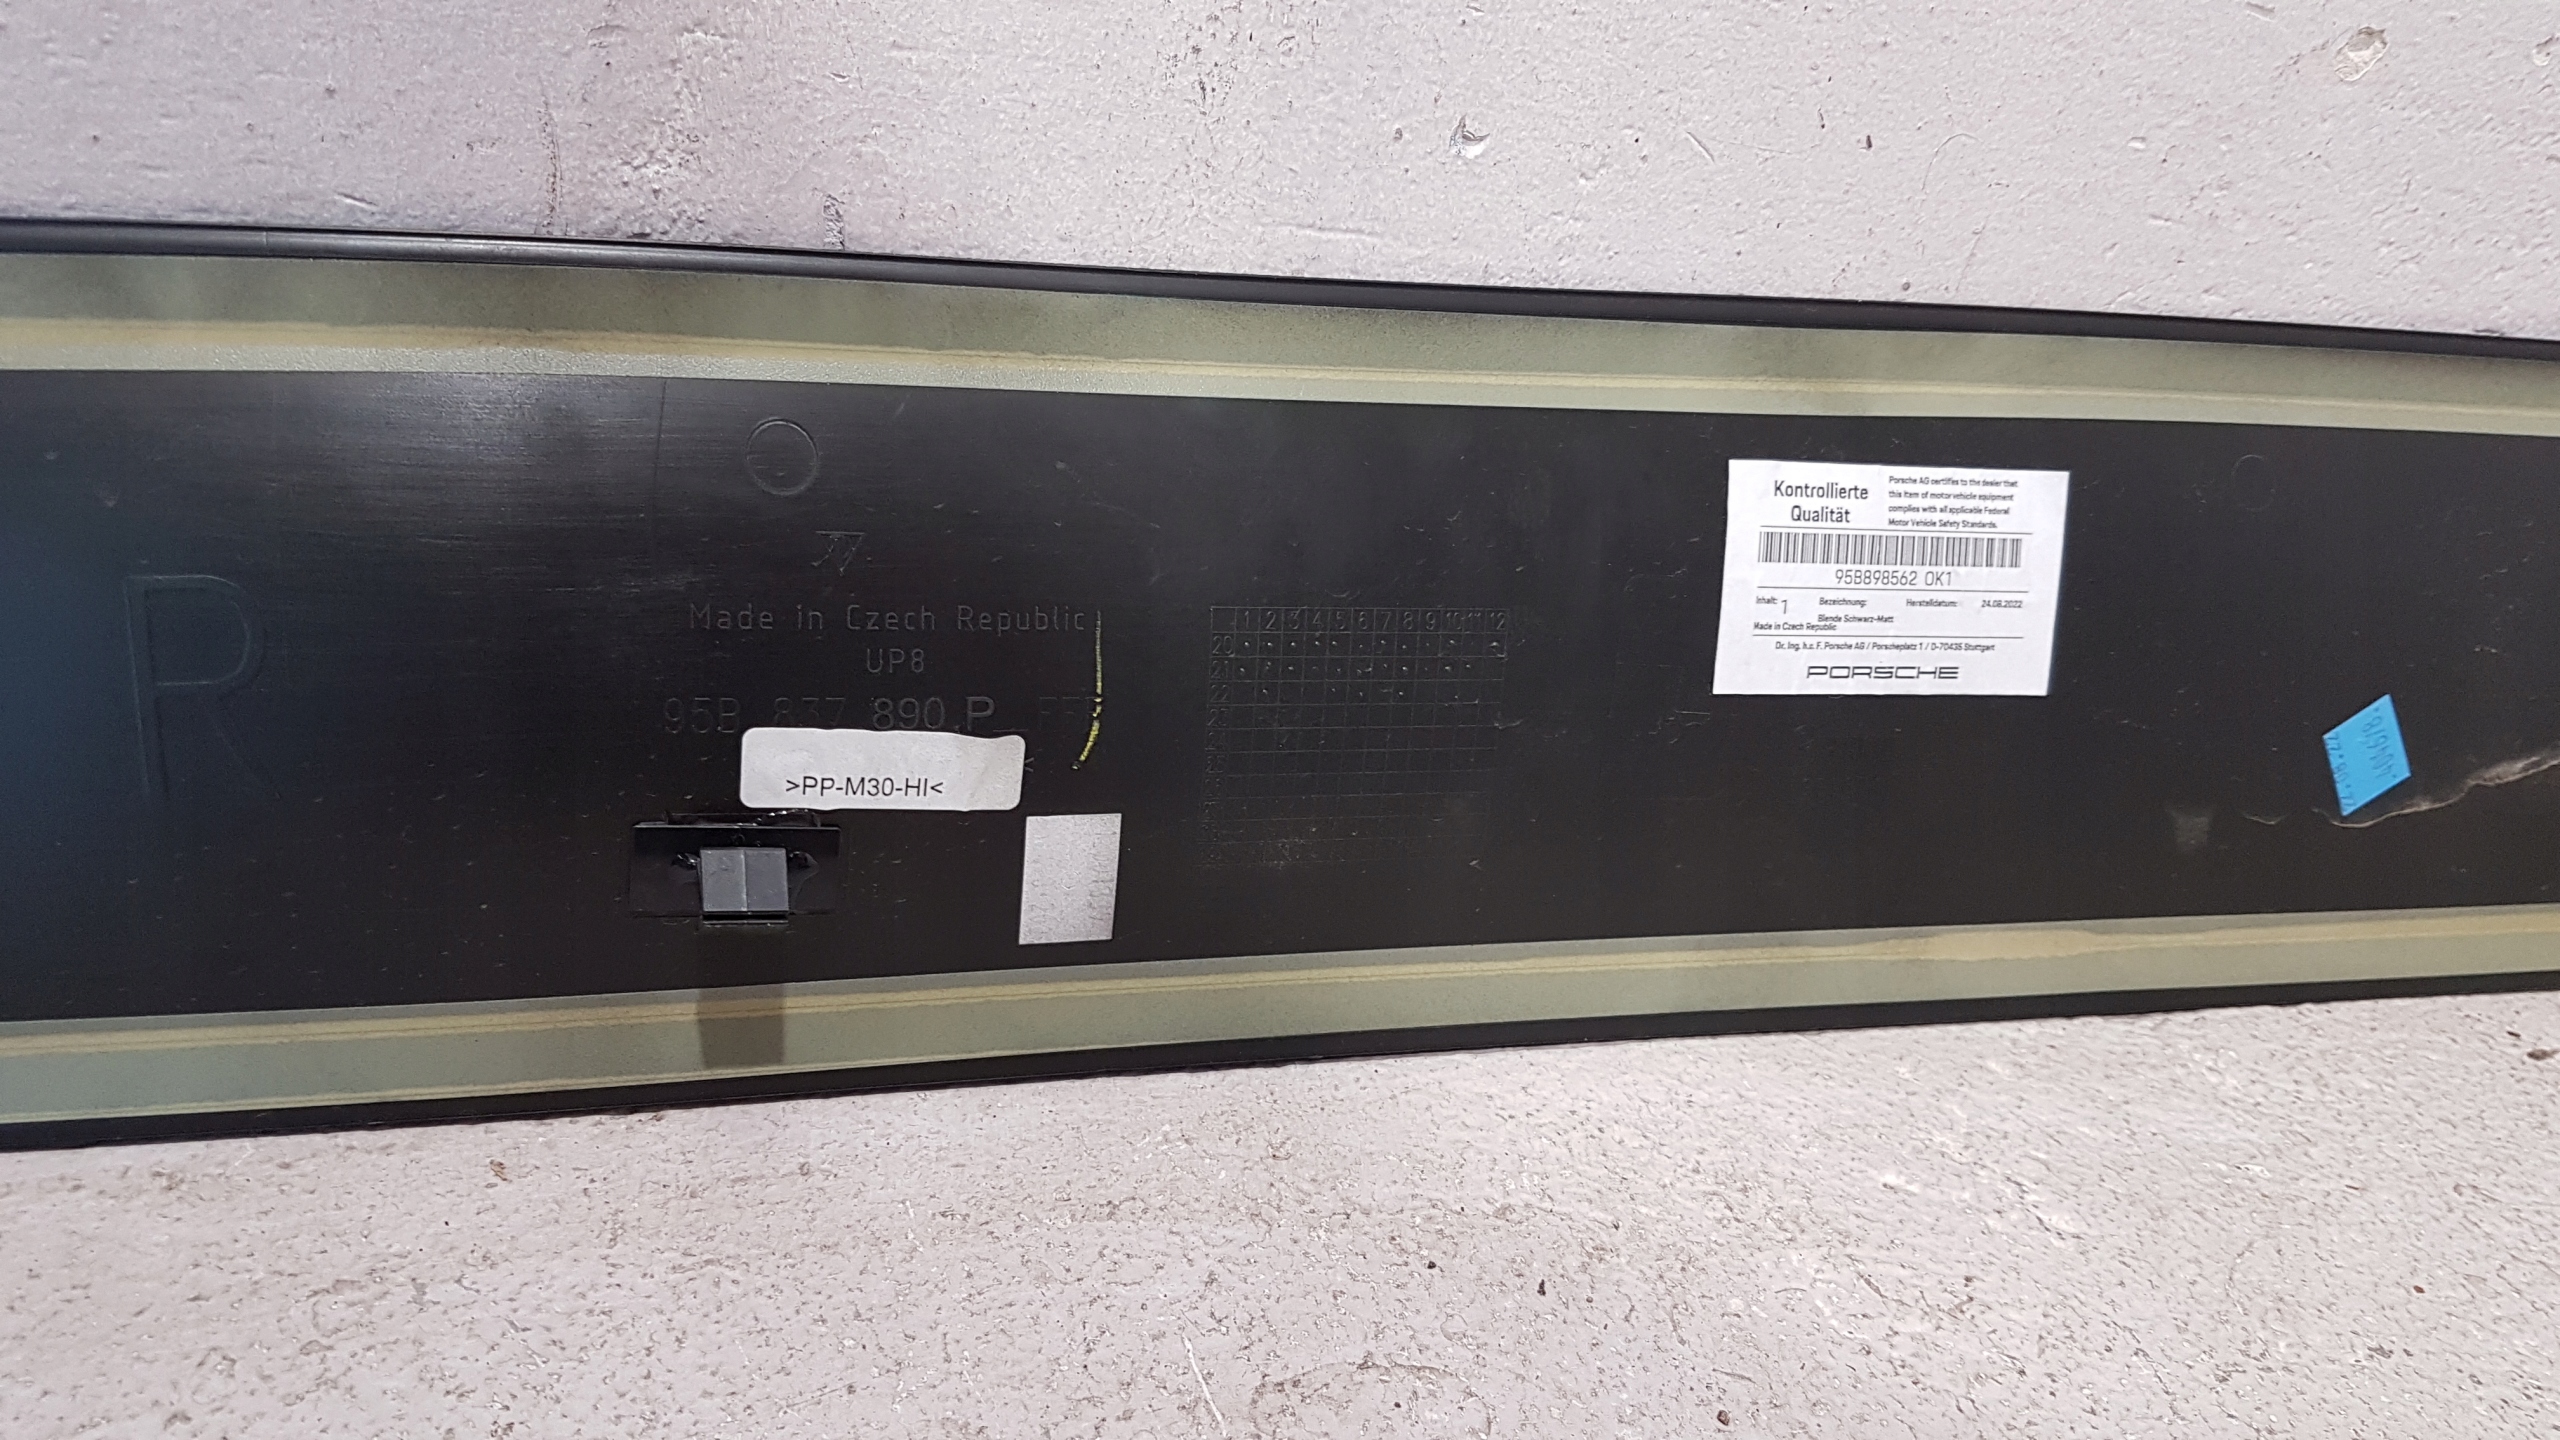 R
Made in Czech Republic
UP8
95B 837 890 P
>PP-M30-HI<
1 2 3 4 5 6 7 8 9 10 11 12
20
21
22
23
Kontrollierte
Qualität
Porsche AG certifies to the dealer that
this item of motor vehicle equipment
complies with all applicable Federal
Motor Vehicle Safety Standards.
95B898562 0K1
Inhalt: 1 Bezeichnung: Herstelldatum: 24.08.2022
Blende Schwarz-Matt
Made in Czech Republic
Dr. Ing. h.c. F. Porsche AG / Porscheplatz 1 / D-70435 Stuttgart
PORSCHE